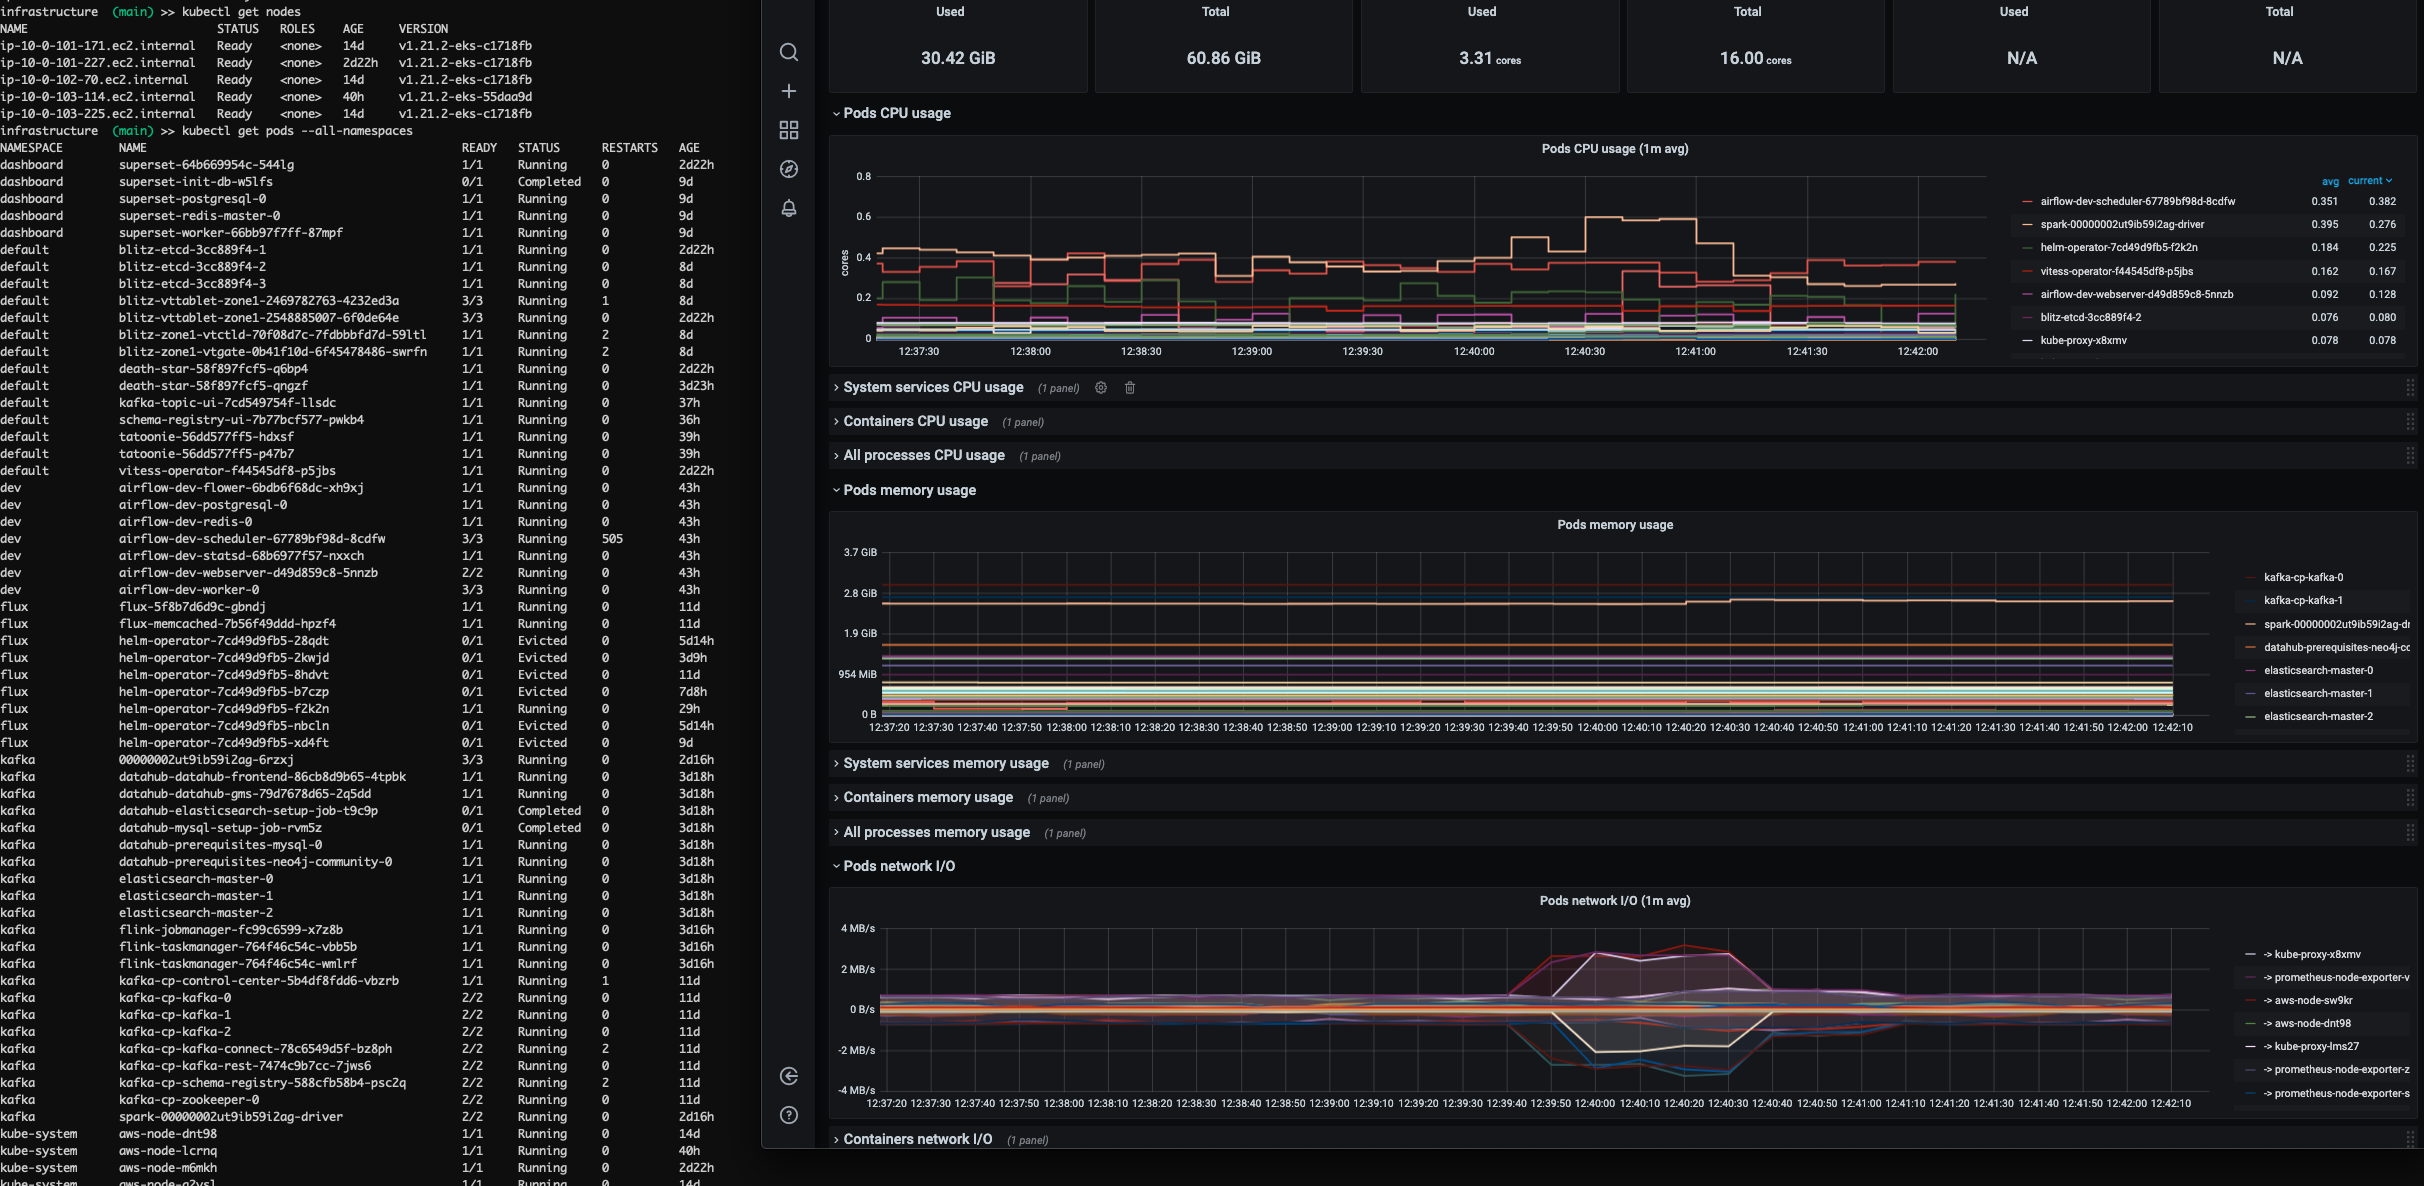 infrastructure (main) >> kubectl get nodes
NAME STATUS ROLES AGE VERSION
ip-10-0-101-171.ec2.internal Ready <none> 14d v1.21.2-eks-c1718fb
ip-10-0-101-227.ec2.internal Ready <none> 2d22h v1.21.2-eks-c1718fb
ip-10-0-102-70.ec2.internal Ready <none> 14d v1.21.2-eks-c1718fb
ip-10-0-103-114.ec2.internal Ready <none> 40h v1.21.2-eks-55daa9d
ip-10-0-103-225.ec2.internal Ready <none> 14d v1.21.2-eks-c1718fb
infrastructure (main) >> kubectl get pods --all-namespaces
NAMESPACE NAME READY STATUS RESTARTS AGE
dashboard superset-64b669954c-544lg 1/1 Running 0 2d22h
dashboard superset-init-db-w5lfs 0/1 Completed 0 9d
dashboard superset-postgresql-0 1/1 Running 0 9d
dashboard superset-redis-master-0 1/1 Running 0 9d
dashboard superset-worker-66bb97f7ff-87mpf 1/1 Running 0 9d
default blitz-etcd-3cc889f4-1 1/1 Running 0 2d22h
default blitz-etcd-3cc889f4-2 1/1 Running 0 8d
default blitz-etcd-3cc889f4-3 1/1 Running 0 8d
default blitz-vttablet-zone1-2469782763-4232ed3a 3/3 Running 1 8d
default blitz-vttablet-zone1-2548885007-6f0de64e 3/3 Running 0 2d22h
default blitz-zone1-vtctld-70f08d7c-7fdbbbfd7d-59ltl 1/1 Running 2 8d
default blitz-zone1-vtgate-0b41f10d-6f45478486-swrfn 1/1 Running 2 8d
default death-star-58f897fcf5-q6bp4 1/1 Running 0 2d22h
default death-star-58f897fcf5-qngzf 1/1 Running 0 3d23h
default kafka-topic-ui-7cd549754f-llsdc 1/1 Running 0 37h
default schema-registry-ui-7b77bcf577-pwkb4 1/1 Running 0 36h
default tatoonie-56dd577ff5-hdxsf 1/1 Running 0 39h
default tatoonie-56dd577ff5-p47b7 1/1 Running 0 39h
default vitess-operator-f44545df8-p5jbs 1/1 Running 0 2d22h
dev airflow-dev-flower-6bdb6f68dc-xh9xj 1/1 Running 0 43h
dev airflow-dev-postgresql-0 1/1 Running 0 43h
dev airflow-dev-redis-0 1/1 Running 0 43h
dev airflow-dev-scheduler-67789bf98d-8cdfw 3/3 Running 505 43h
dev airflow-dev-statsd-68b6977f57-nxxch 1/1 Running 0 43h
dev airflow-dev-webserver-d49d859c8-5nnzb 2/2 Running 0 43h
dev airflow-dev-worker-0 3/3 Running 0 43h
flux flux-5f8b7d6d9c-gbndj 1/1 Running 0 11d
flux flux-memcached-7b56f49ddd-hpzf4 1/1 Running 0 11d
flux helm-operator-7cd49d9fb5-28qdt 0/1 Evicted 0 5d14h
flux helm-operator-7cd49d9fb5-2kwjd 0/1 Evicted 0 3d9h
flux helm-operator-7cd49d9fb5-8hdvt 0/1 Evicted 0 11d
flux helm-operator-7cd49d9fb5-b7czp 0/1 Evicted 0 7d8h
flux helm-operator-7cd49d9fb5-f2k2n 1/1 Running 0 29h
flux helm-operator-7cd49d9fb5-nbcln 0/1 Evicted 0 5d14h
flux helm-operator-7cd49d9fb5-xd4ft 0/1 Evicted 0 9d
kafka 00000002ut9ib59i2ag-6rzxj 3/3 Running 0 2d16h
kafka datahub-datahub-frontend-86cb8d9b65-4tpbk 1/1 Running 0 3d18h
kafka datahub-datahub-gms-79d7678d65-2q5dd 1/1 Running 0 3d18h
kafka datahub-elasticsearch-setup-job-t9c9p 0/1 Completed 0 3d18h
kafka datahub-mysql-setup-job-rvm5z 0/1 Completed 0 3d18h
kafka datahub-prerequisites-mysql-0 1/1 Running 0 3d18h
kafka datahub-prerequisites-neo4j-community-0 1/1 Running 0 3d18h
kafka elasticsearch-master-0 1/1 Running 0 3d18h
kafka elasticsearch-master-1 1/1 Running 0 3d18h
kafka elasticsearch-master-2 1/1 Running 0 3d18h
kafka flink-jobmanager-fc99c6599-x7z8b 1/1 Running 0 3d16h
kafka flink-taskmanager-764f46c54c-vbb5b 1/1 Running 0 3d16h
kafka flink-taskmanager-764f46c54c-wmlrf 1/1 Running 0 3d16h
kafka kafka-cp-control-center-5b4df8fdd6-vbzrb 1/1 Running 1 11d
kafka kafka-cp-kafka-0 2/2 Running 0 11d
kafka kafka-cp-kafka-1 2/2 Running 0 11d
kafka kafka-cp-kafka-2 2/2 Running 0 11d
kafka kafka-cp-kafka-connect-78c6549d5f-bz8ph 2/2 Running 2 11d
kafka kafka-cp-kafka-rest-7474c9b7cc-7jws6 2/2 Running 0 11d
kafka kafka-cp-schema-registry-588cfb58b4-psc2q 2/2 Running 2 11d
kafka kafka-cp-zookeeper-0 2/2 Running 0 11d
kafka spark-00000002ut9ib59i2ag-driver 2/2 Running 0 2d16h
kube-system aws-node-dnt98 1/1 Running 0 14d
kube-system aws-node-lcrnq 1/1 Running 0 40h
kube-system aws-node-m6mkh 1/1 Running 0 2d22h
Used Total Used Total Used Total
30.42 GiB 60.86 GiB 3.31 cores 16.00 cores N/A N/A
Pods CPU usage
Pods CPU usage (1m avg)
cores
0.8
0.6
0.4
0.2
0
12:37:30 12:38:00 12:38:30 12:39:00 12:39:30 12:40:00 12:40:30 12:41:00 12:41:30 12:42:00
avg current
airflow-dev-scheduler-67789bf98d-8cdfw 0.351 0.382
spark-00000002ut9ib59i2ag-driver 0.395 0.276
helm-operator-7cd49d9fb5-f2k2n 0.184 0.225
vitess-operator-f44545df8-p5jbs 0.162 0.167
airflow-dev-webserver-d49d859c8-5nnzb 0.092 0.128
blitz-etcd-3cc889f4-2 0.076 0.080
kube-proxy-x8xmv 0.078 0.078
System services CPU usage (1 panel)
Containers CPU usage (1 panel)
All processes CPU usage (1 panel)
Pods memory usage
Pods memory usage
3.7 GiB
2.8 GiB
1.9 GiB
954 MiB
0 B
12:37:20 12:37:30 12:37:40 12:37:50 12:38:00 12:38:10 12:38:20 12:38:30 12:38:40 12:38:50 12:39:00 12:39:10 12:39:20 12:39:30 12:39:40 12:39:50 12:40:00 12:40:10 12:40:20 12:40:30 12:40:40 12:40:50 12:41:00 12:41:10 12:41:20 12:41:30 12:41:40 12:41:50 12:42:00 12:42:10
kafka-cp-kafka-0
kafka-cp-kafka-1
spark-00000002ut9ib59i2ag-dr
datahub-prerequisites-neo4j-cc
elasticsearch-master-0
elasticsearch-master-1
elasticsearch-master-2
System services memory usage (1 panel)
Containers memory usage (1 panel)
All processes memory usage (1 panel)
Pods network I/O
Pods network I/O (1m avg)
4 MB/s
2 MB/s
0 B/s
-2 MB/s
-4 MB/s
12:37:20 12:37:30 12:37:40 12:37:50 12:38:00 12:38:10 12:38:20 12:38:30 12:38:40 12:38:50 12:39:00 12:39:10 12:39:20 12:39:30 12:39:40 12:39:50 12:40:00 12:40:10 12:40:20 12:40:30 12:40:40 12:40:50 12:41:00 12:41:10 12:41:20 12:41:30 12:41:40 12:41:50 12:42:00 12:42:10
-> kube-proxy-x8xmv
-> prometheus-node-exporter-v
-> aws-node-sw9kr
-> aws-node-dnt98
-> kube-proxy-lms27
-> prometheus-node-exporter-z
-> prometheus-node-exporter-s
Containers network I/O (1 panel)